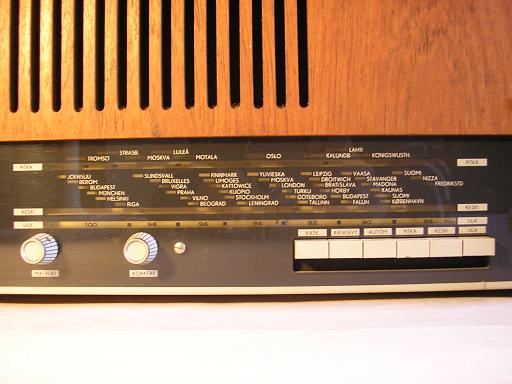 STRASB. LULEÅ LAHTI
TROMSÖ MOSKVA MOTALA OSLO KALUNDB. KÖNIGSWUSTH.
PITKÄ PITKÄ
JOENSUU SUNDSVALL FINNMARK YLIVIESKA LEIPZIG VAASA SUOMI
BEROM BRUXELLES LIMOGES MOSKVA DROITWICH STAVANGER NIZZA
BUDAPEST VIGRA KATTOWICE LONDON BRATISLAVA MADONA FREDRIKSTD
MÜNCHEN PRAHA KUOPIO TURKU HÖRBY KAUNAS
HELSINKI VILNO STOCKHOLM GÖTEBORG BUDAPEST SUOMI
RIGA BEOGRAD LENINGRAD TALLINN FALUN KØBENHAVN
KESKI KESKI
ULA 100 98 96 94 92 90 88 ULA
KATK ÄÄNILEVY AUTOM. PITKÄ KESKI ULA
MATALAT KORKEAT